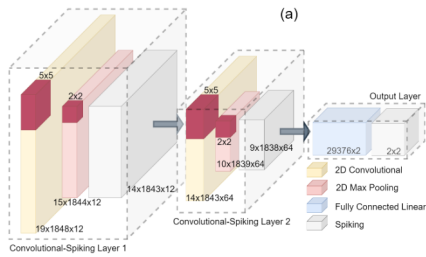 (a)
5x5
2x2
15x1844x12
14x1843x12
19x1848x12
Convolutional-Spiking Layer 1
5x5
2x2
9x1838x64
10x1839x64
14x1843x64
Convolutional-Spiking Layer 2
Output Layer
29376x2
2x2
2D Convolutional
2D Max Pooling
Fully Connected Linear
Spiking